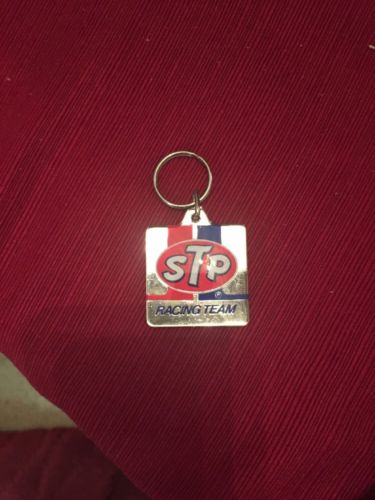 STP
®
RACING TEAM